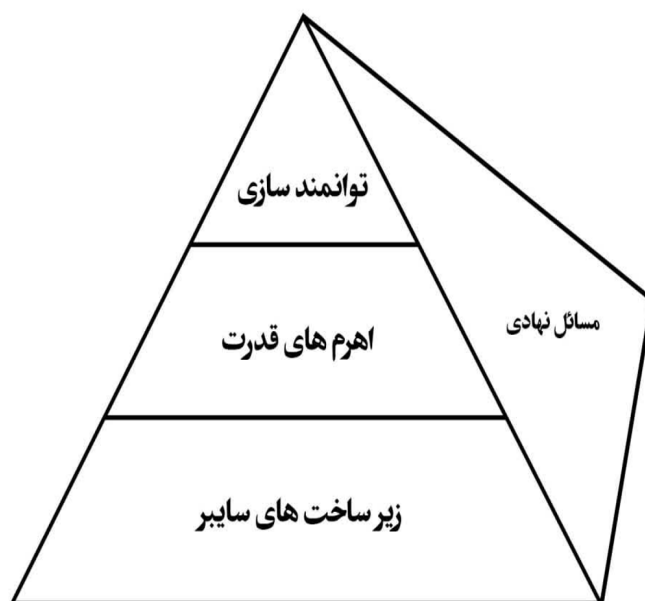 توانمند سازی
اهرم های قدرت
مسائل نهادی
زیر ساخت های سایبر